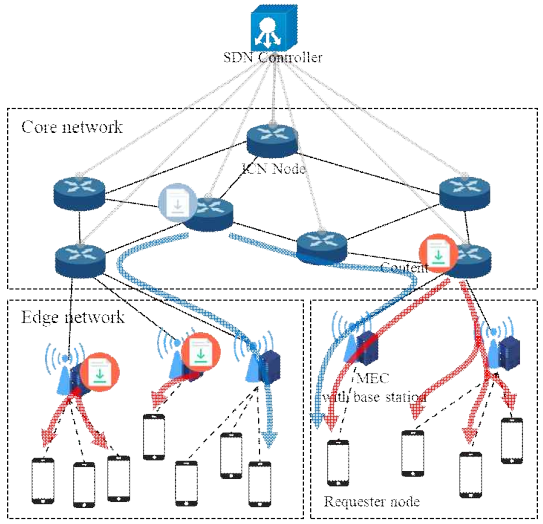 SDN Controller
Core network
ICN Node
Content
Edge network
MEC
with base station
Requester node